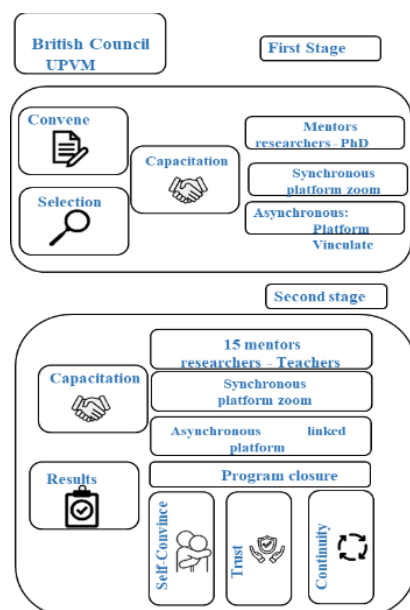 British Council
UPVM
First Stage
Convene
Selection
Capacitation
Mentors
researchers - PhD
Synchronous
platform zoom
Asynchronous:
Platform
Vinculate
Second stage
Capacitation
15 mentors
researchers - Teachers
Synchronous
platform zoom
Asynchronous linked
platform
Results
Program closure
Self-Convince
Trust
Continuity